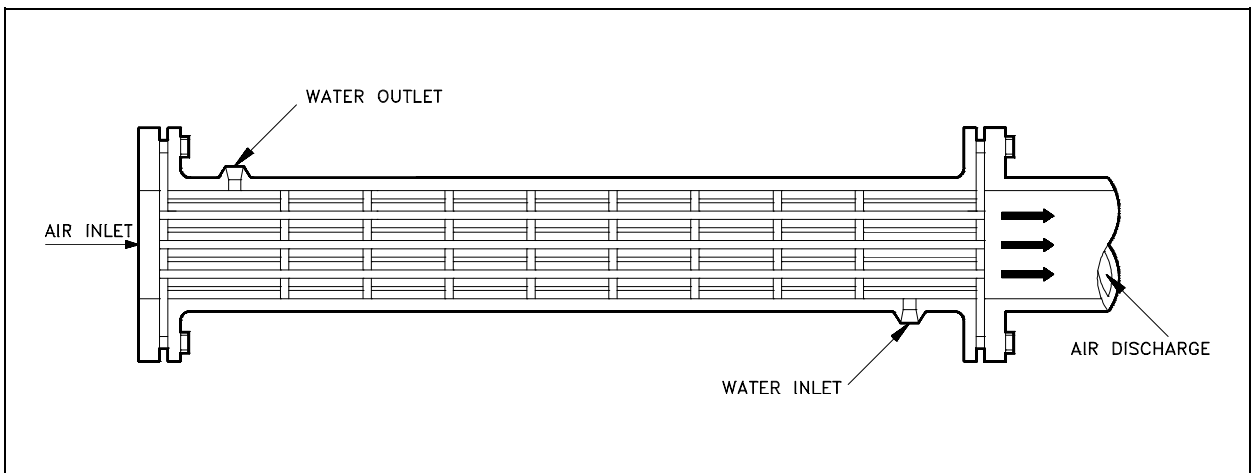 WATER OUTLET
AIR INLET
AIR DISCHARGE
WATER INLET